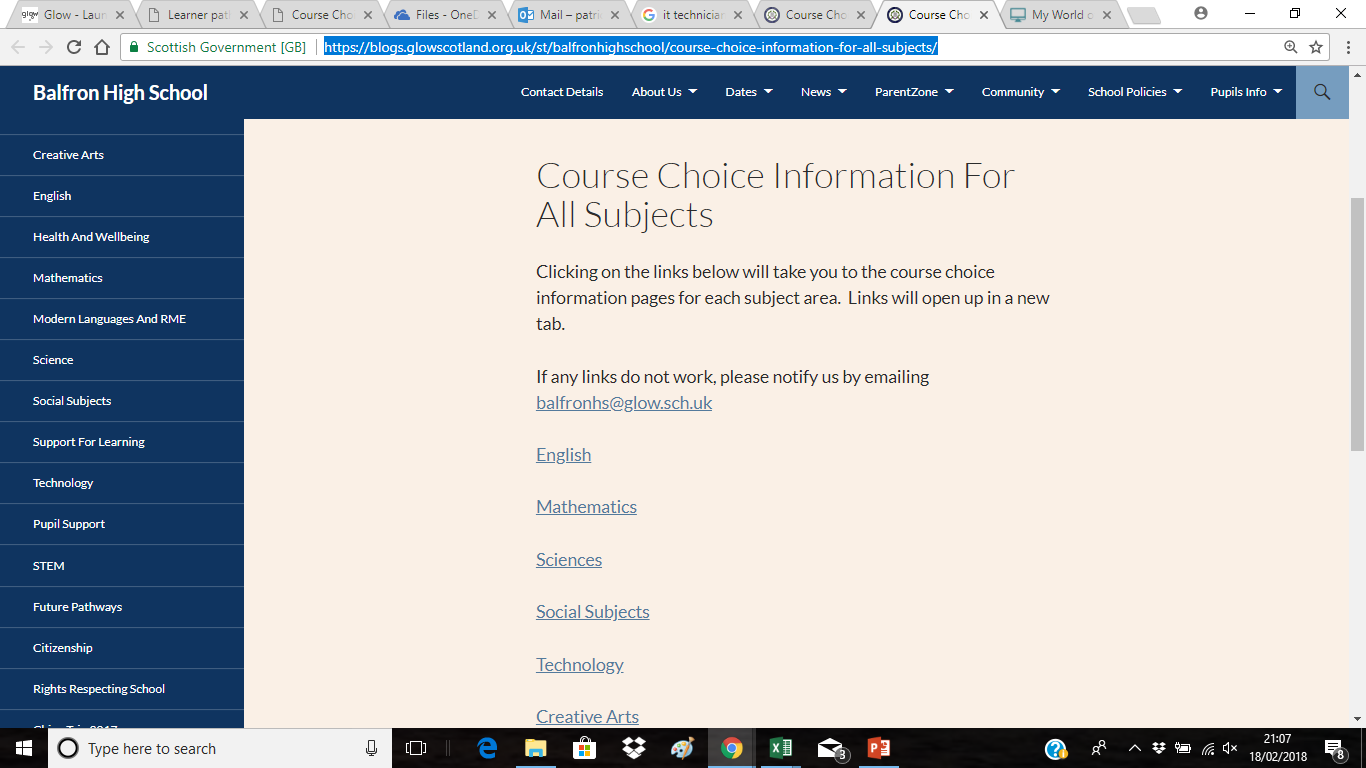 Glow - Laun
Learner pat
Course Cho
Files - OneD
Mail – patri
it technician
Course Cho
Course Cho
My World o
Scottish Government [GB]
https://blogs.glowscotland.org.uk/st/balfronhighschool/course-choice-information-for-all-subjects/
Balfron High School
Contact Details
About Us
Dates
News
ParentZone
Community
School Policies
Pupils Info
Creative Arts
English
Health And Wellbeing
Mathematics
Modern Languages And RME
Science
Social Subjects
Support For Learning
Technology
Pupil Support
STEM
Future Pathways
Citizenship
Rights Respecting School
Course Choice Information For
All Subjects
Clicking on the links below will take you to the course choice
information pages for each subject area. Links will open up in a new
tab.
If any links do not work, please notify us by emailing
balfronhs@glow.sch.uk
English
Mathematics
Sciences
Social Subjects
Technology
Creative Arts
Type here to search
3
21:07
18/02/2018
8